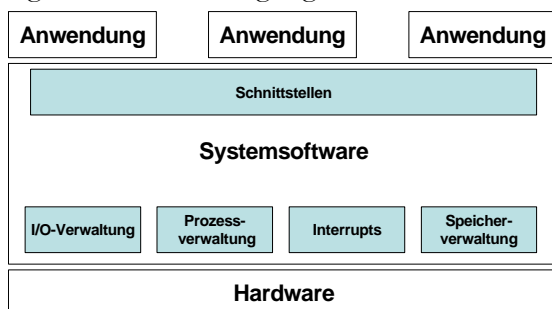 Anwendung Anwendung Anwendung
Schnittstellen
Systemsoftware
I/O-Verwaltung
Prozess-
verwaltung
Interrupts
Speicher-
verwaltung
Hardware